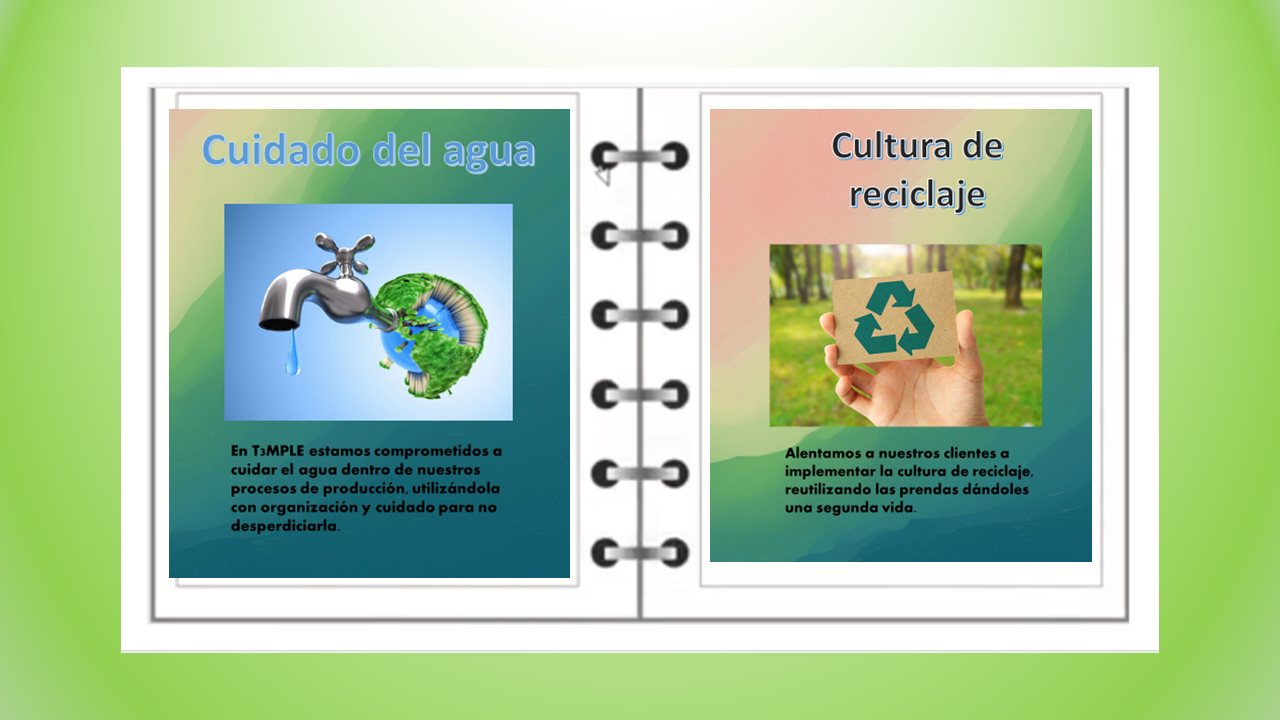 Cuidado del agua
En T3MPLE estamos comprometidos a
cuidar el agua dentro de nuestros
procesos de producción, utilizándola
con organización y cuidado para no
desperdiciarla.
Cultura de
reciclaje
Alentamos a nuestros clientes a
implementar la cultura de reciclaje,
reutilizando las prendas dándoles
una segunda vida.